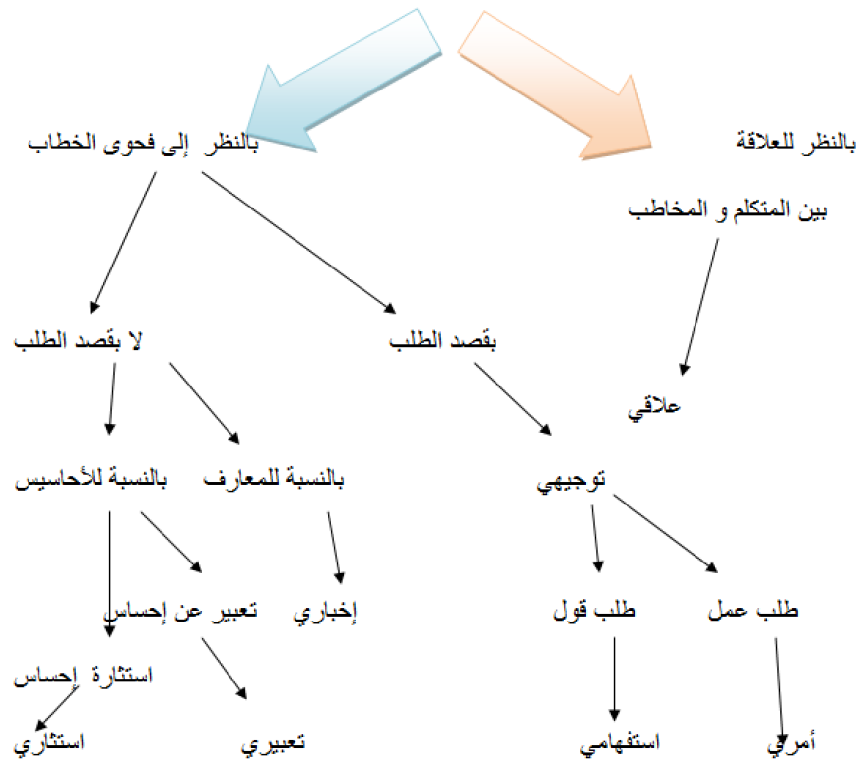 بالنظر للعلاقة
بالنظر إلى فحوى الخطاب
بين المتكلم و المخاطب
بقصد الطلب
لا بقصد الطلب
علاقي
توجيهي
بالنسبة للمعارف
بالنسبة للأحاسيس
طلب عمل
طلب قول
إخباري
تعبير عن إحساس
استثارة إحساس
أمري
استفهامي
تعبيري
استثاري